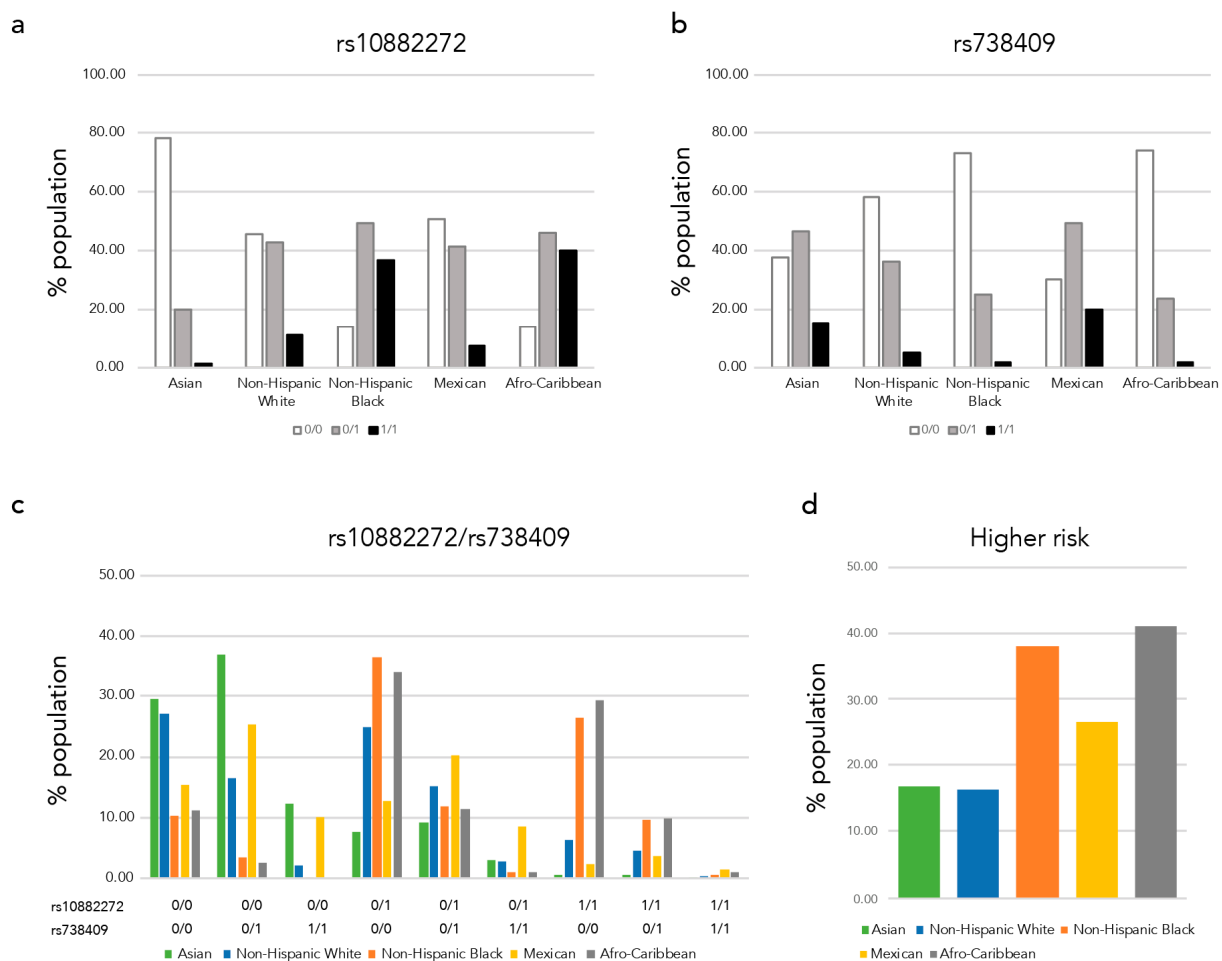 a
rs10882272
% population
100.00
80.00
60.00
40.00
20.00
0.00
Asian
Non-Hispanic
White
Non-Hispanic
Black
Mexican
Afro-Caribbean
0/0 0/1 1/1
b
rs738409
% population
100.00
80.00
60.00
40.00
20.00
0.00
Asian
Non-Hispanic
White
Non-Hispanic
Black
Mexican
Afro-Caribbean
0/0 0/1 1/1
c
rs10882272/rs738409
% population
50.00
40.00
30.00
20.00
10.00
0.00
rs10882272 0/0 0/0 0/0 0/1 0/1 0/1 1/1 1/1 1/1
rs738409 0/0 0/1 1/1 0/0 0/1 1/1 0/0 0/1 1/1
Asian Non-Hispanic White Non-Hispanic Black Mexican Afro-Caribbean
d
Higher risk
% population
50.00
40.00
30.00
20.00
10.00
0.00
Asian Non-Hispanic White Non-Hispanic Black
Mexican Afro-Caribbean